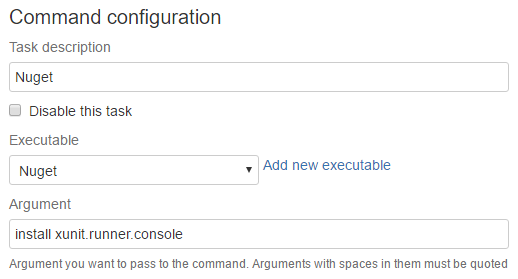 Command configuration
Task description
Nuget
Disable this task
Executable
Nuget
Add new executable
Argument
install xunit.runner.console
Argument you want to pass to the command. Arguments with spaces in them must be quoted